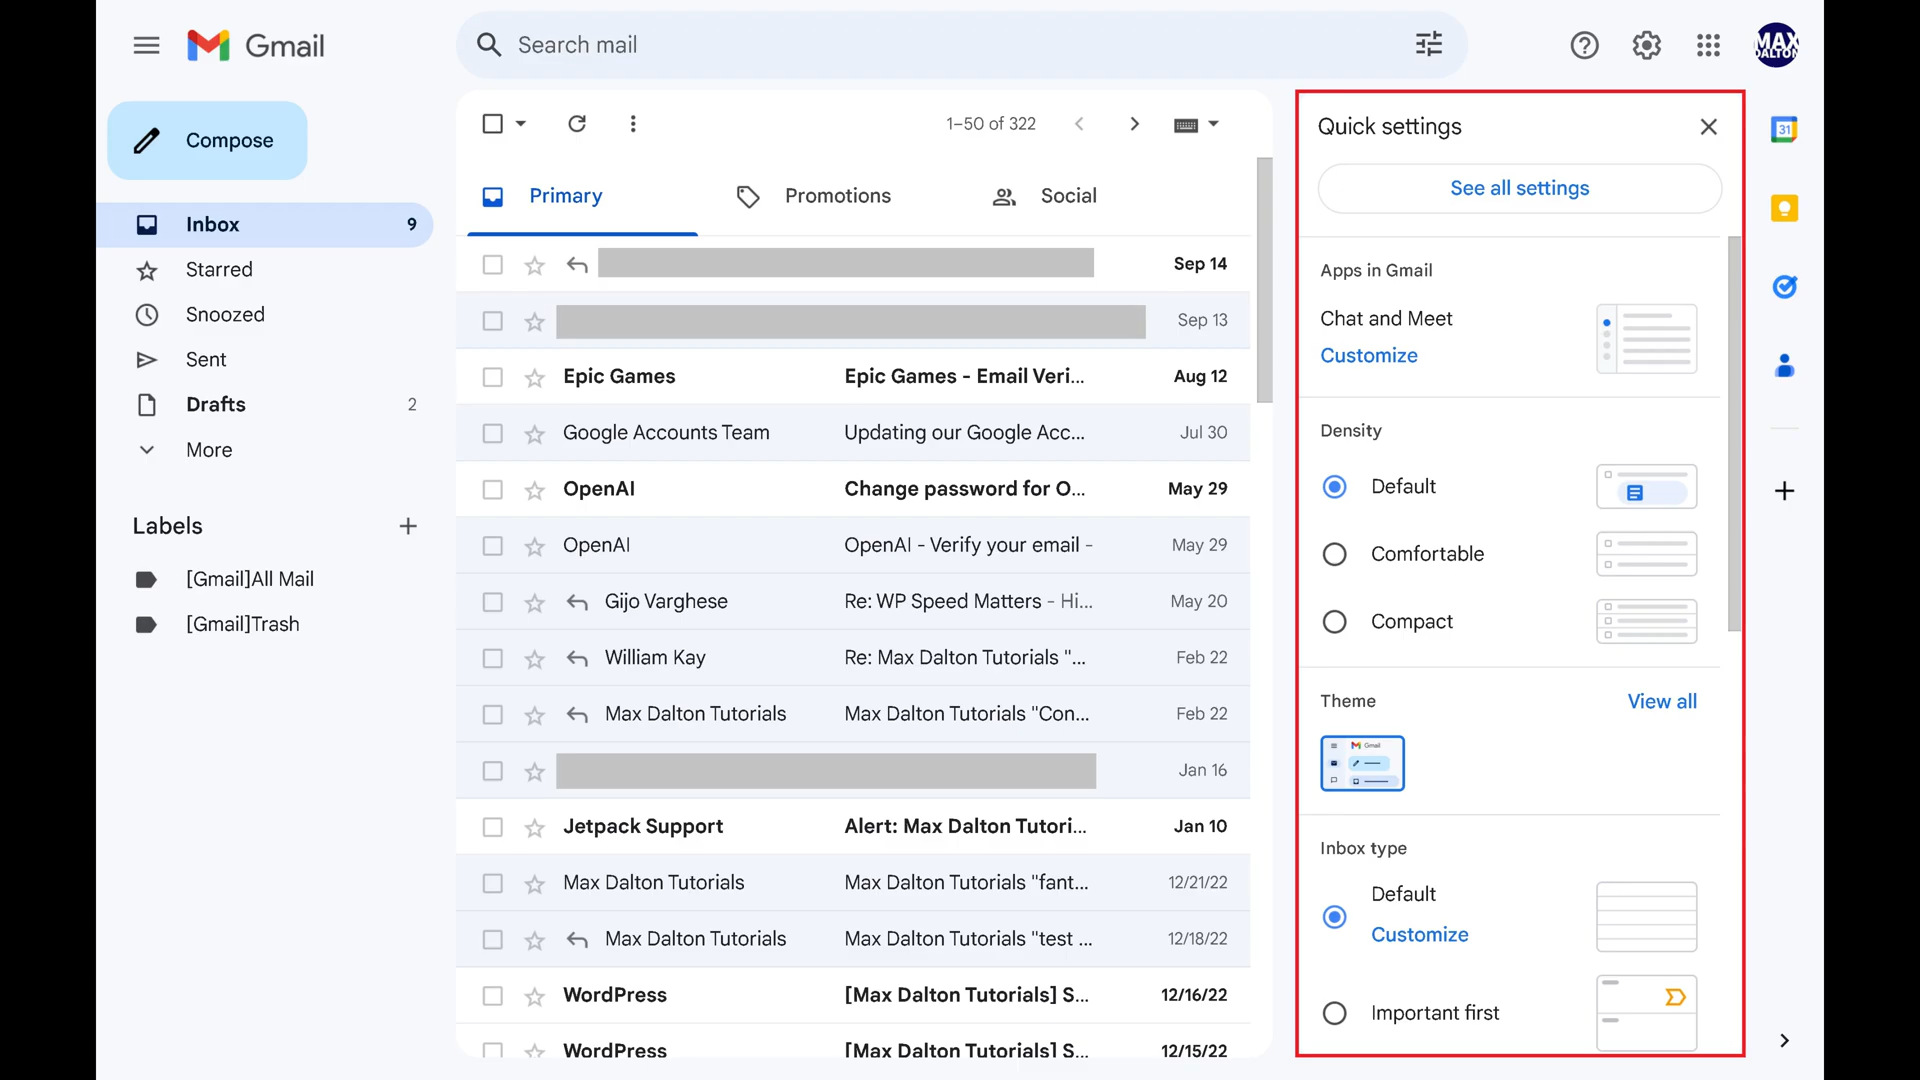 Gmail
Search mail
MAX
DALTON
Compose
Inbox 9
Starred
Snoozed
Sent
Drafts 2
More
Labels
[Gmail]All Mail
[Gmail]Trash
1–50 of 322
Primary Promotions Social
Sep 14
Sep 13
Epic Games Epic Games - Email Veri... Aug 12
Google Accounts Team Updating our Google Acc... Jul 30
OpenAI Change password for O... May 29
OpenAI OpenAI - Verify your email - May 29
Gijo Varghese Re: WP Speed Matters - Hi... May 20
William Kay Re: Max Dalton Tutorials "... Feb 22
Max Dalton Tutorials Max Dalton Tutorials "Con... Feb 22
Jan 16
Jetpack Support Alert: Max Dalton Tutori... Jan 10
Max Dalton Tutorials Max Dalton Tutorials "fant... 12/21/22
Max Dalton Tutorials Max Dalton Tutorials "test ... 12/18/22
WordPress [Max Dalton Tutorials] S... 12/16/22
WordPress [Max Dalton Tutorials] S... 12/15/22
Quick settings
See all settings
Apps in Gmail
Chat and Meet
Customize
Density
Default
Comfortable
Compact
Theme View all
Gmail
Inbox type
Default
Customize
Important first
31